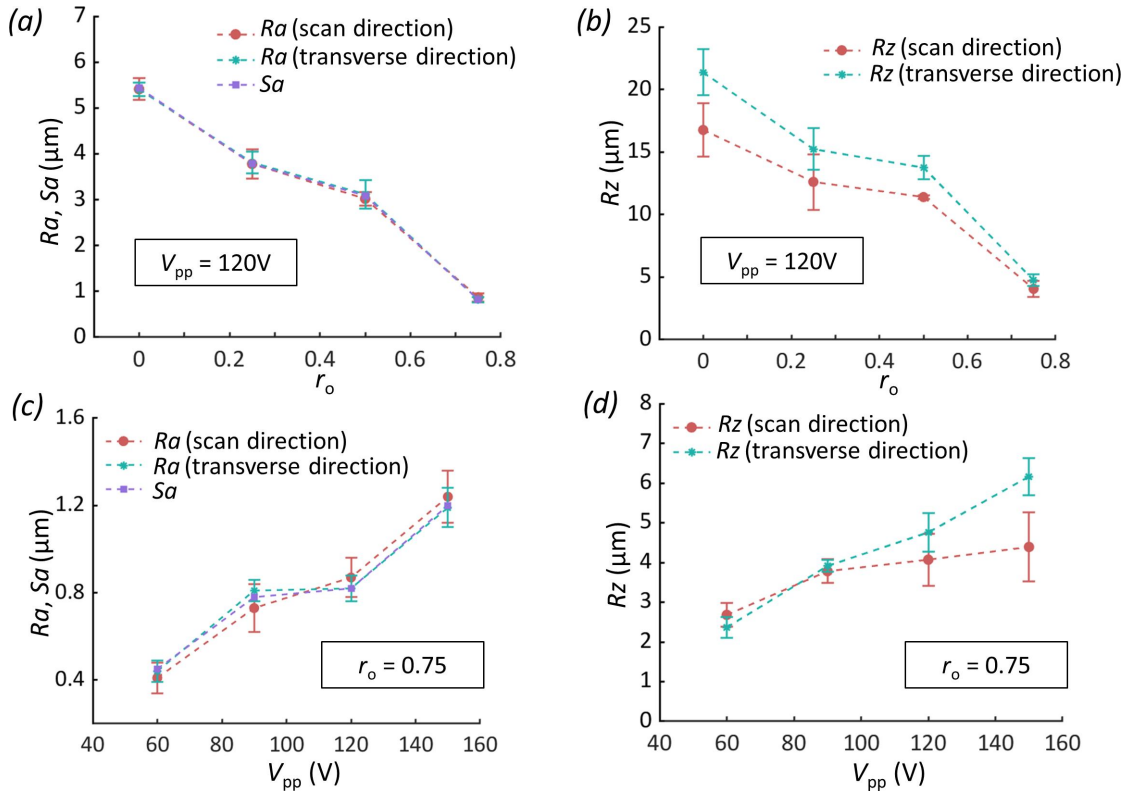 (a)
7
6
5
4
3
2
1
0
Ra, Sa (μm)
Ra (scan direction)
Ra (transverse direction)
Sa
Vpp = 120V
0 0.2 0.4 0.6 0.8
ro
(b)
25
20
15
10
5
0
Rz (μm)
Rz (scan direction)
Rz (transverse direction)
Vpp = 120V
0 0.2 0.4 0.6 0.8
ro
(c)
1.6
1.2
0.8
0.4
Ra, Sa (μm)
Ra (scan direction)
Ra (transverse direction)
Sa
ro = 0.75
40 60 80 100 120 140 160
Vpp (V)
(d)
8
7
6
5
4
3
2
1
0
Rz (μm)
Rz (scan direction)
Rz (transverse direction)
ro = 0.75
40 60 80 100 120 140 160
Vpp (V)